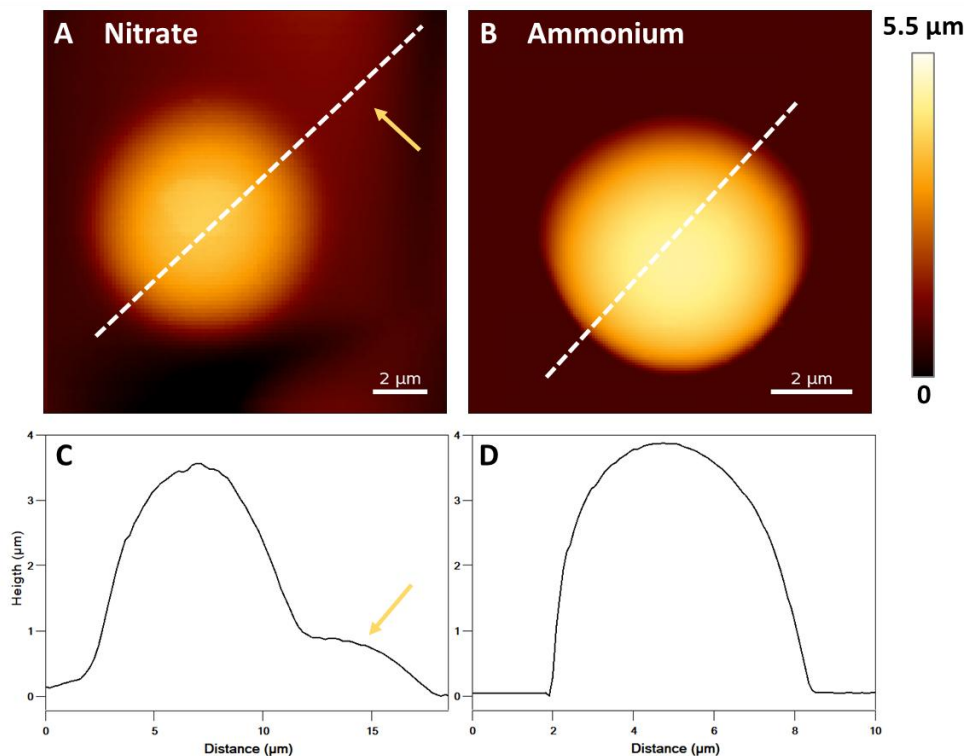 A Nitrate
B Ammonium
5.5 µm
2 µm
2 µm
0
C
D
4
3
2
1
0
Heigth (µm)
0 5 10 15
Distance (µm)
4
3
2
1
0
0 2 4 6 8 10
Distance (µm)